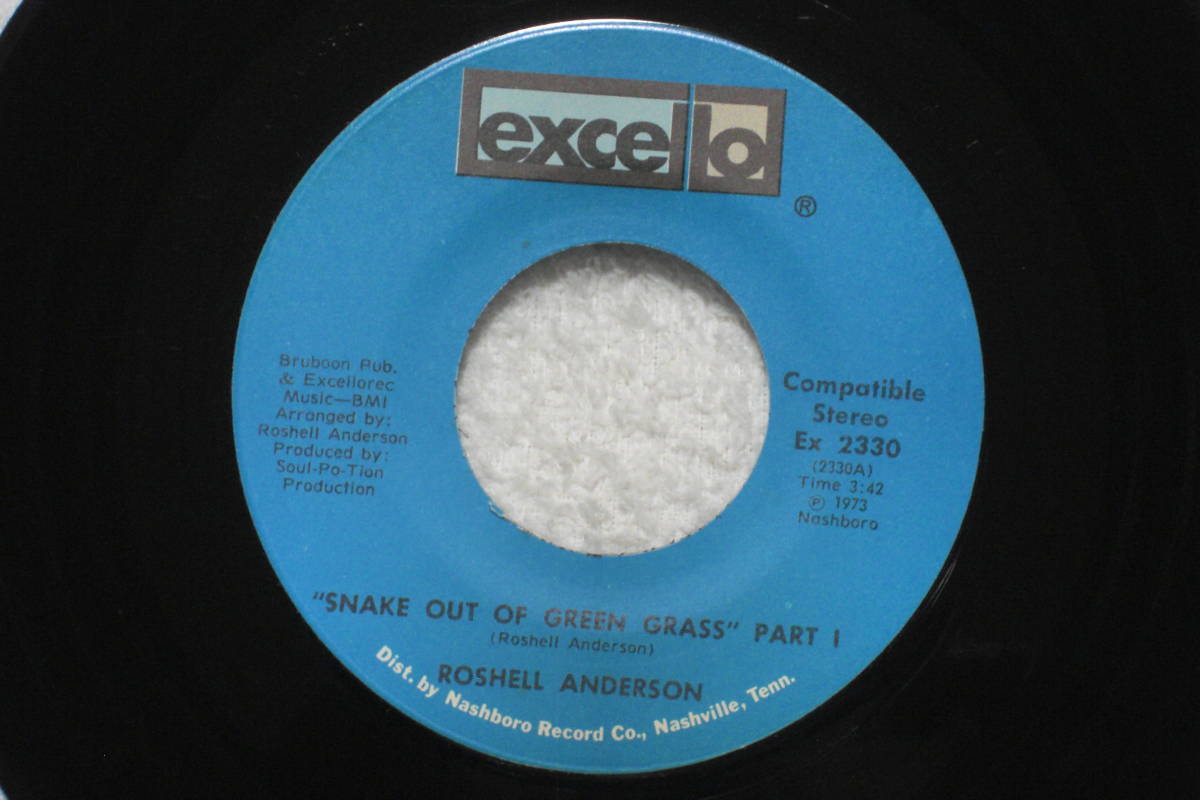 excello
®
Bruboon Pub.
& Excellorec
Music—BMI
Arranged by:
Roshell Anderson
Produced by:
Soul-Po-Tion
Production
Compatible
Stereo
Ex 2330
(2330A)
Time 3:42
℗ 1973
Nashboro
"SNAKE OUT OF GREEN GRASS" PART I
(Roshell Anderson)
ROSHELL ANDERSON
Dist. by Nashboro Record Co., Nashville, Tenn.